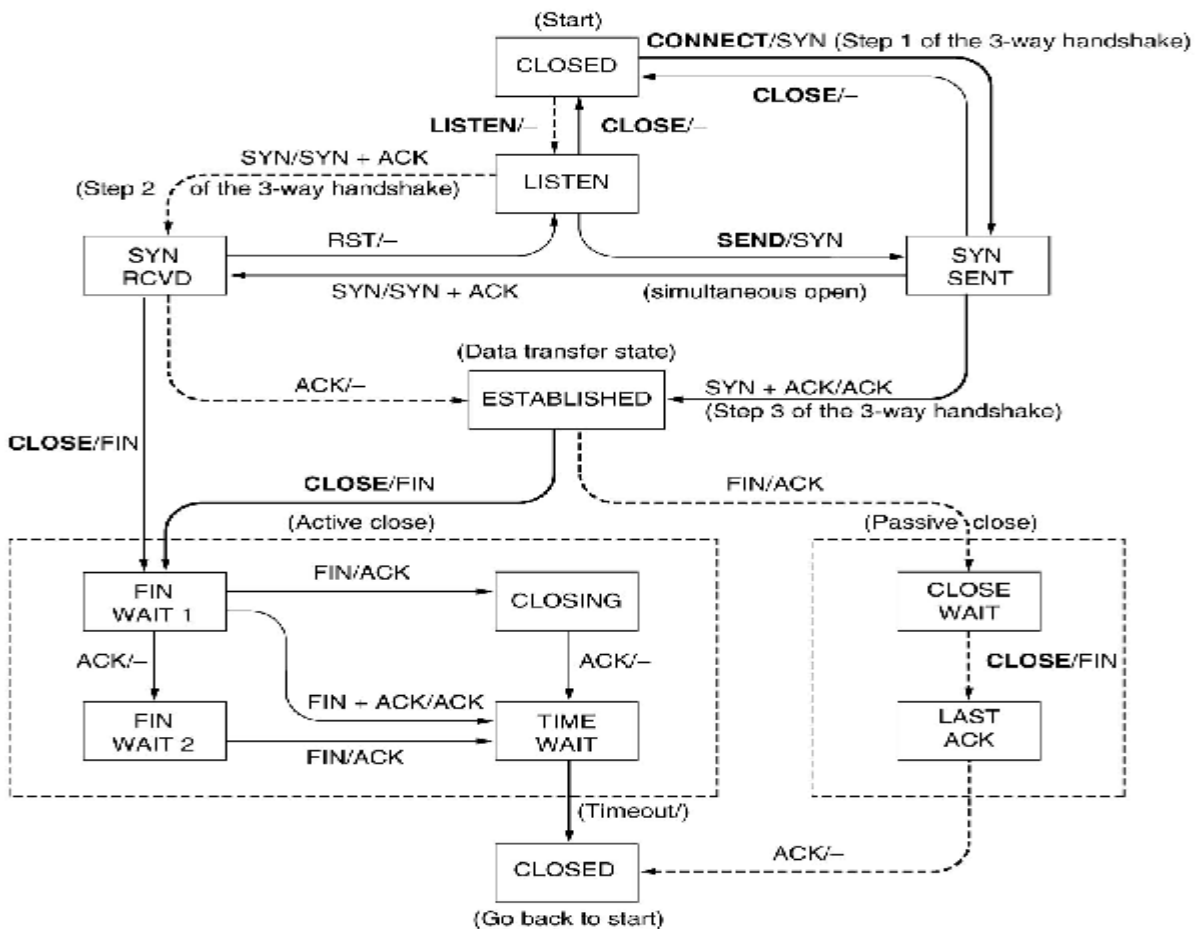 (Start)
CONNECT/SYN (Step 1 of the 3-way handshake)
CLOSED
CLOSE/–
LISTEN/–
CLOSE/–
SYN/SYN + ACK
(Step 2 of the 3-way handshake)
LISTEN
RST/–
SEND/SYN
SYN
RCVD
SYN
SENT
SYN/SYN + ACK
(simultaneous open)
(Data transfer state)
ACK/–
ESTABLISHED
SYN + ACK/ACK
(Step 3 of the 3-way handshake)
CLOSE/FIN
CLOSE/FIN
FIN/ACK
(Active close)
(Passive close)
FIN
WAIT 1
FIN/ACK
CLOSING
CLOSE
WAIT
ACK/–
ACK/–
CLOSE/FIN
FIN + ACK/ACK
FIN
WAIT 2
FIN/ACK
TIME
WAIT
LAST
ACK
(Timeout/)
ACK/–
CLOSED
(Go back to start)